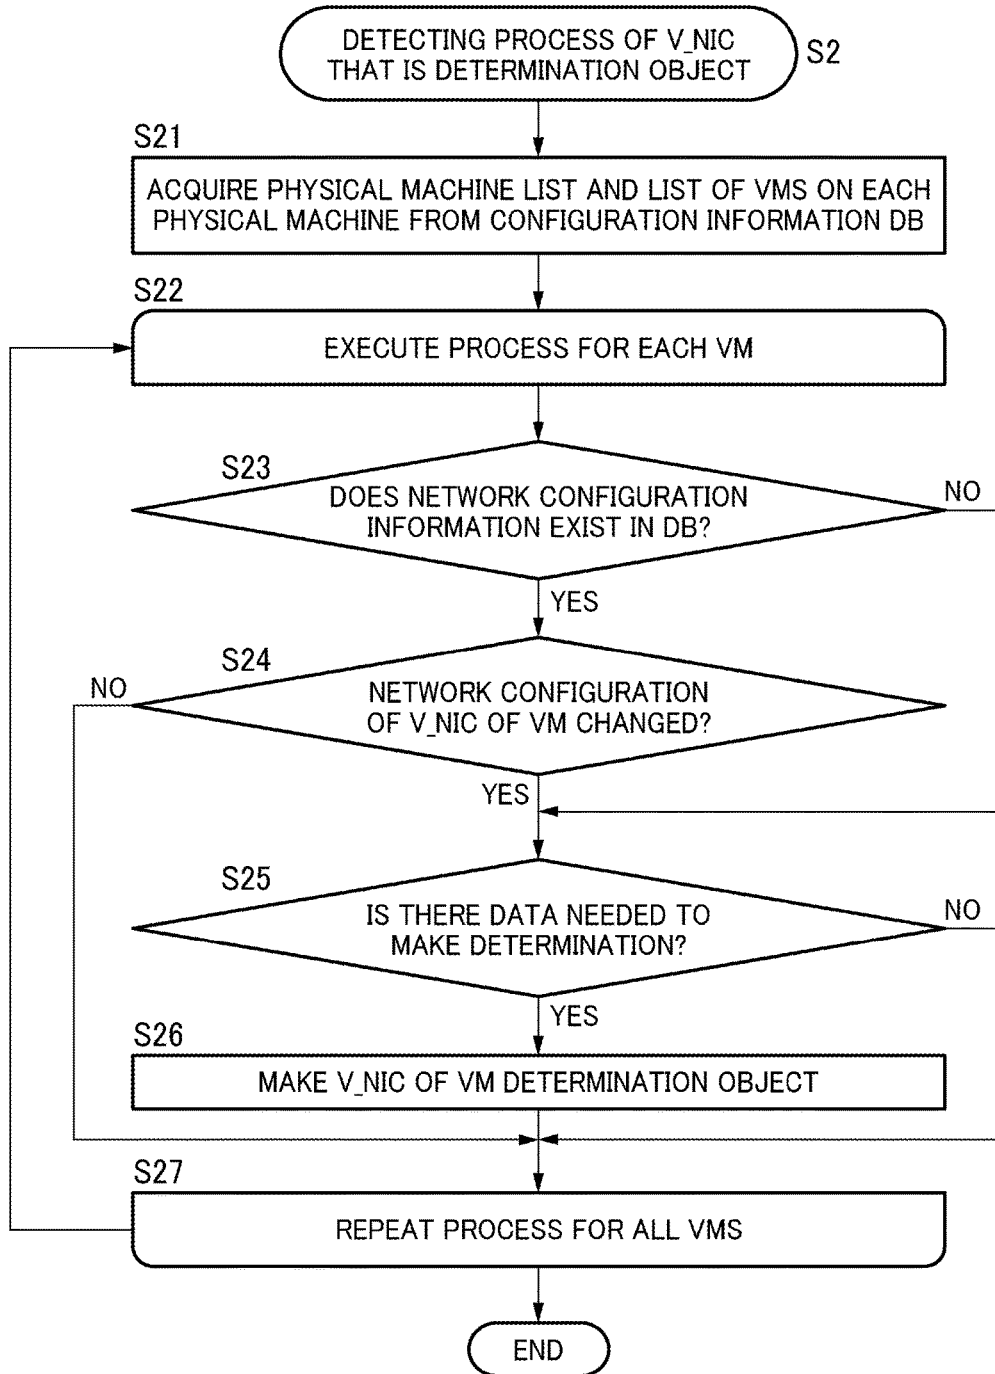 DETECTING PROCESS OF V_NIC
THAT IS DETERMINATION OBJECT
S2
S21
ACQUIRE PHYSICAL MACHINE LIST AND LIST OF VMS ON EACH
PHYSICAL MACHINE FROM CONFIGURATION INFORMATION DB
S22
EXECUTE PROCESS FOR EACH VM
S23
DOES NETWORK CONFIGURATION
INFORMATION EXIST IN DB?
NO
YES
S24
NETWORK CONFIGURATION
OF V_NIC OF VM CHANGED?
NO
YES
S25
IS THERE DATA NEEDED TO
MAKE DETERMINATION?
NO
YES
S26
MAKE V_NIC OF VM DETERMINATION OBJECT
S27
REPEAT PROCESS FOR ALL VMS
END